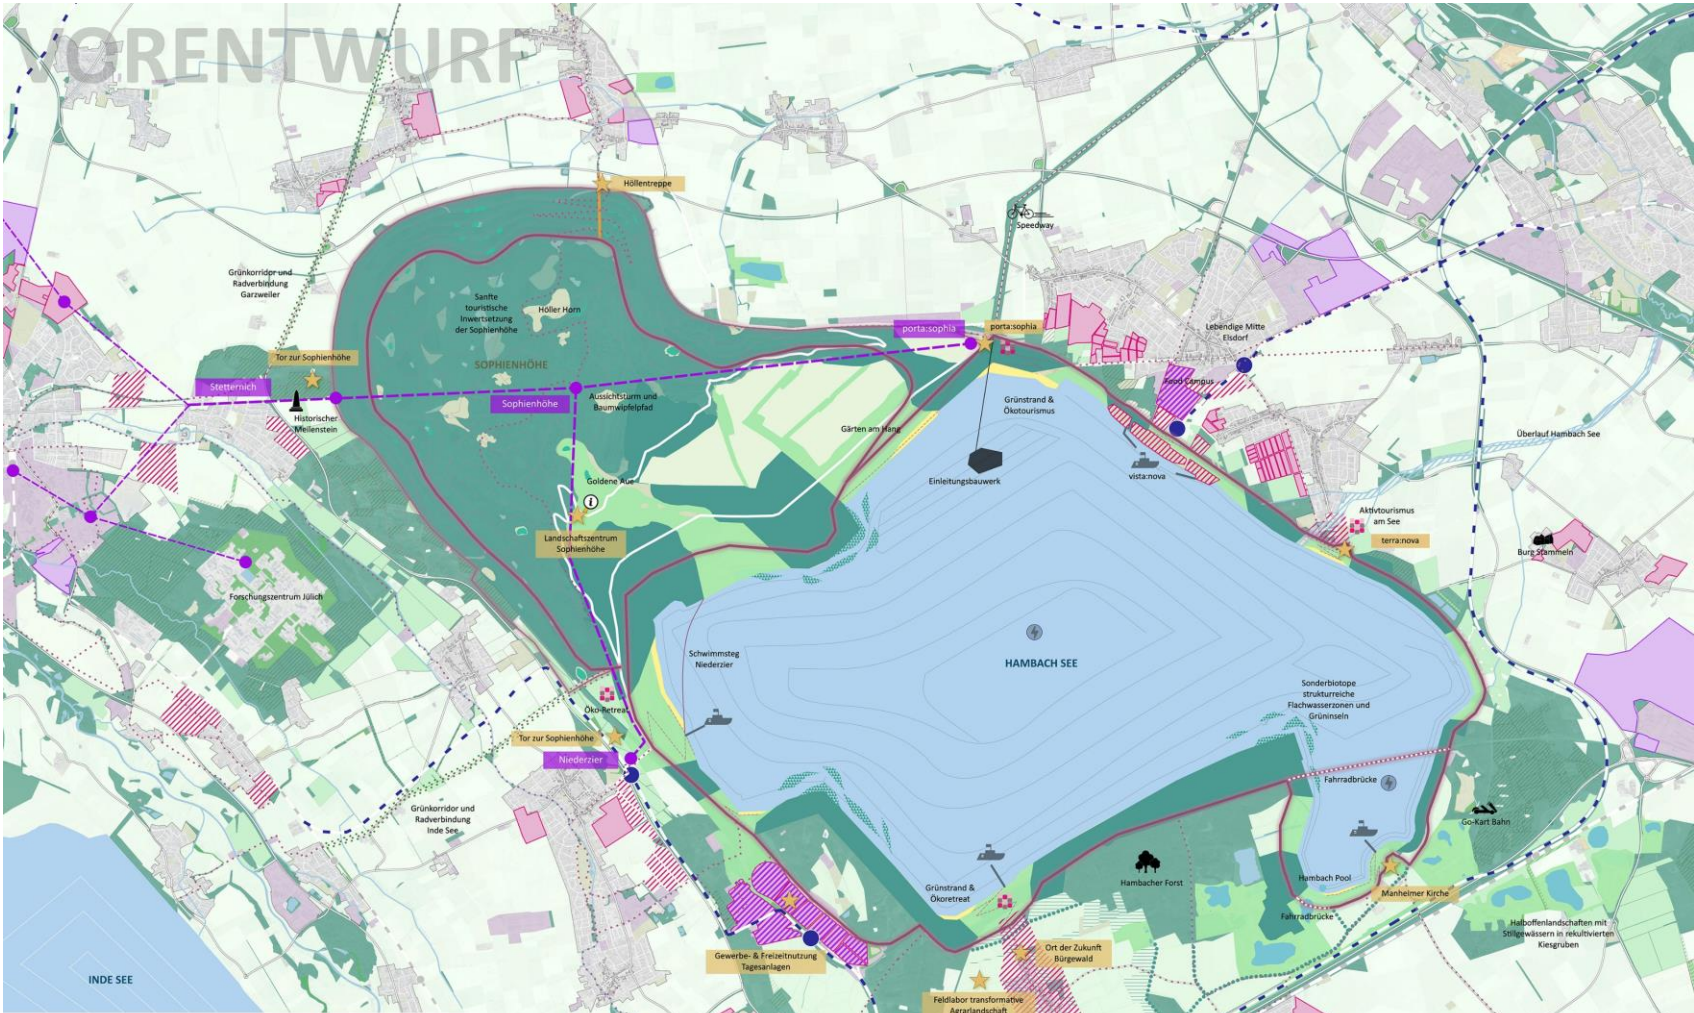 VORENTWURF
Höllentreppe
Speedway
Grünkorridor und
Radverbindung
Garzweiler
Sanfte
touristische
Inwertsetzung
der Sophienhöhe
Höller Horn
porta:sophia
porta:sophia
Lebendige Mitte
Elsdorf
Tor zur Sophienhöhe
SOPHIENHÖHE
Stetternich
Food Campus
Sophienhöhe
Aussichtsturm und
Baumwipfelpfad
Grünstrand &
Ökotourismus
Historischer
Meilenstein
Gärten am Hang
Überlauf Hambach See
Goldene Aue
Einleitungsbauwerk
vista:nova
i
Aktivtourismus
am See
Landschaftszentrum
Sophienhöhe
terra:nova
Burg Stammeln
Forschungszentrum Jülich
Schwimmsteg
Niederzier
HAMBACH SEE
Sonderbiotope
strukturreiche
Flachwasserzonen und
Grüninseln
Öko-Retreat
Tor zur Sophienhöhe
Niederzier
Fahrradbrücke
Grünkorridor und
Radverbindung
Inde See
Go-Kart Bahn
Hambacher Forst
Hambach Pool
Grünstrand &
Ökoretreat
Manheimer Kirche
Fahrradbrücke
Halboffenlandschaften mit
Stillgewässern in rekultivierten
Kiesgruben
Ort der Zukunft
Bürgewald
Gewerbe- & Freizeitnutzung
Tagesanlagen
INDE SEE
Feldlabor transformative
Agrarlandschaft